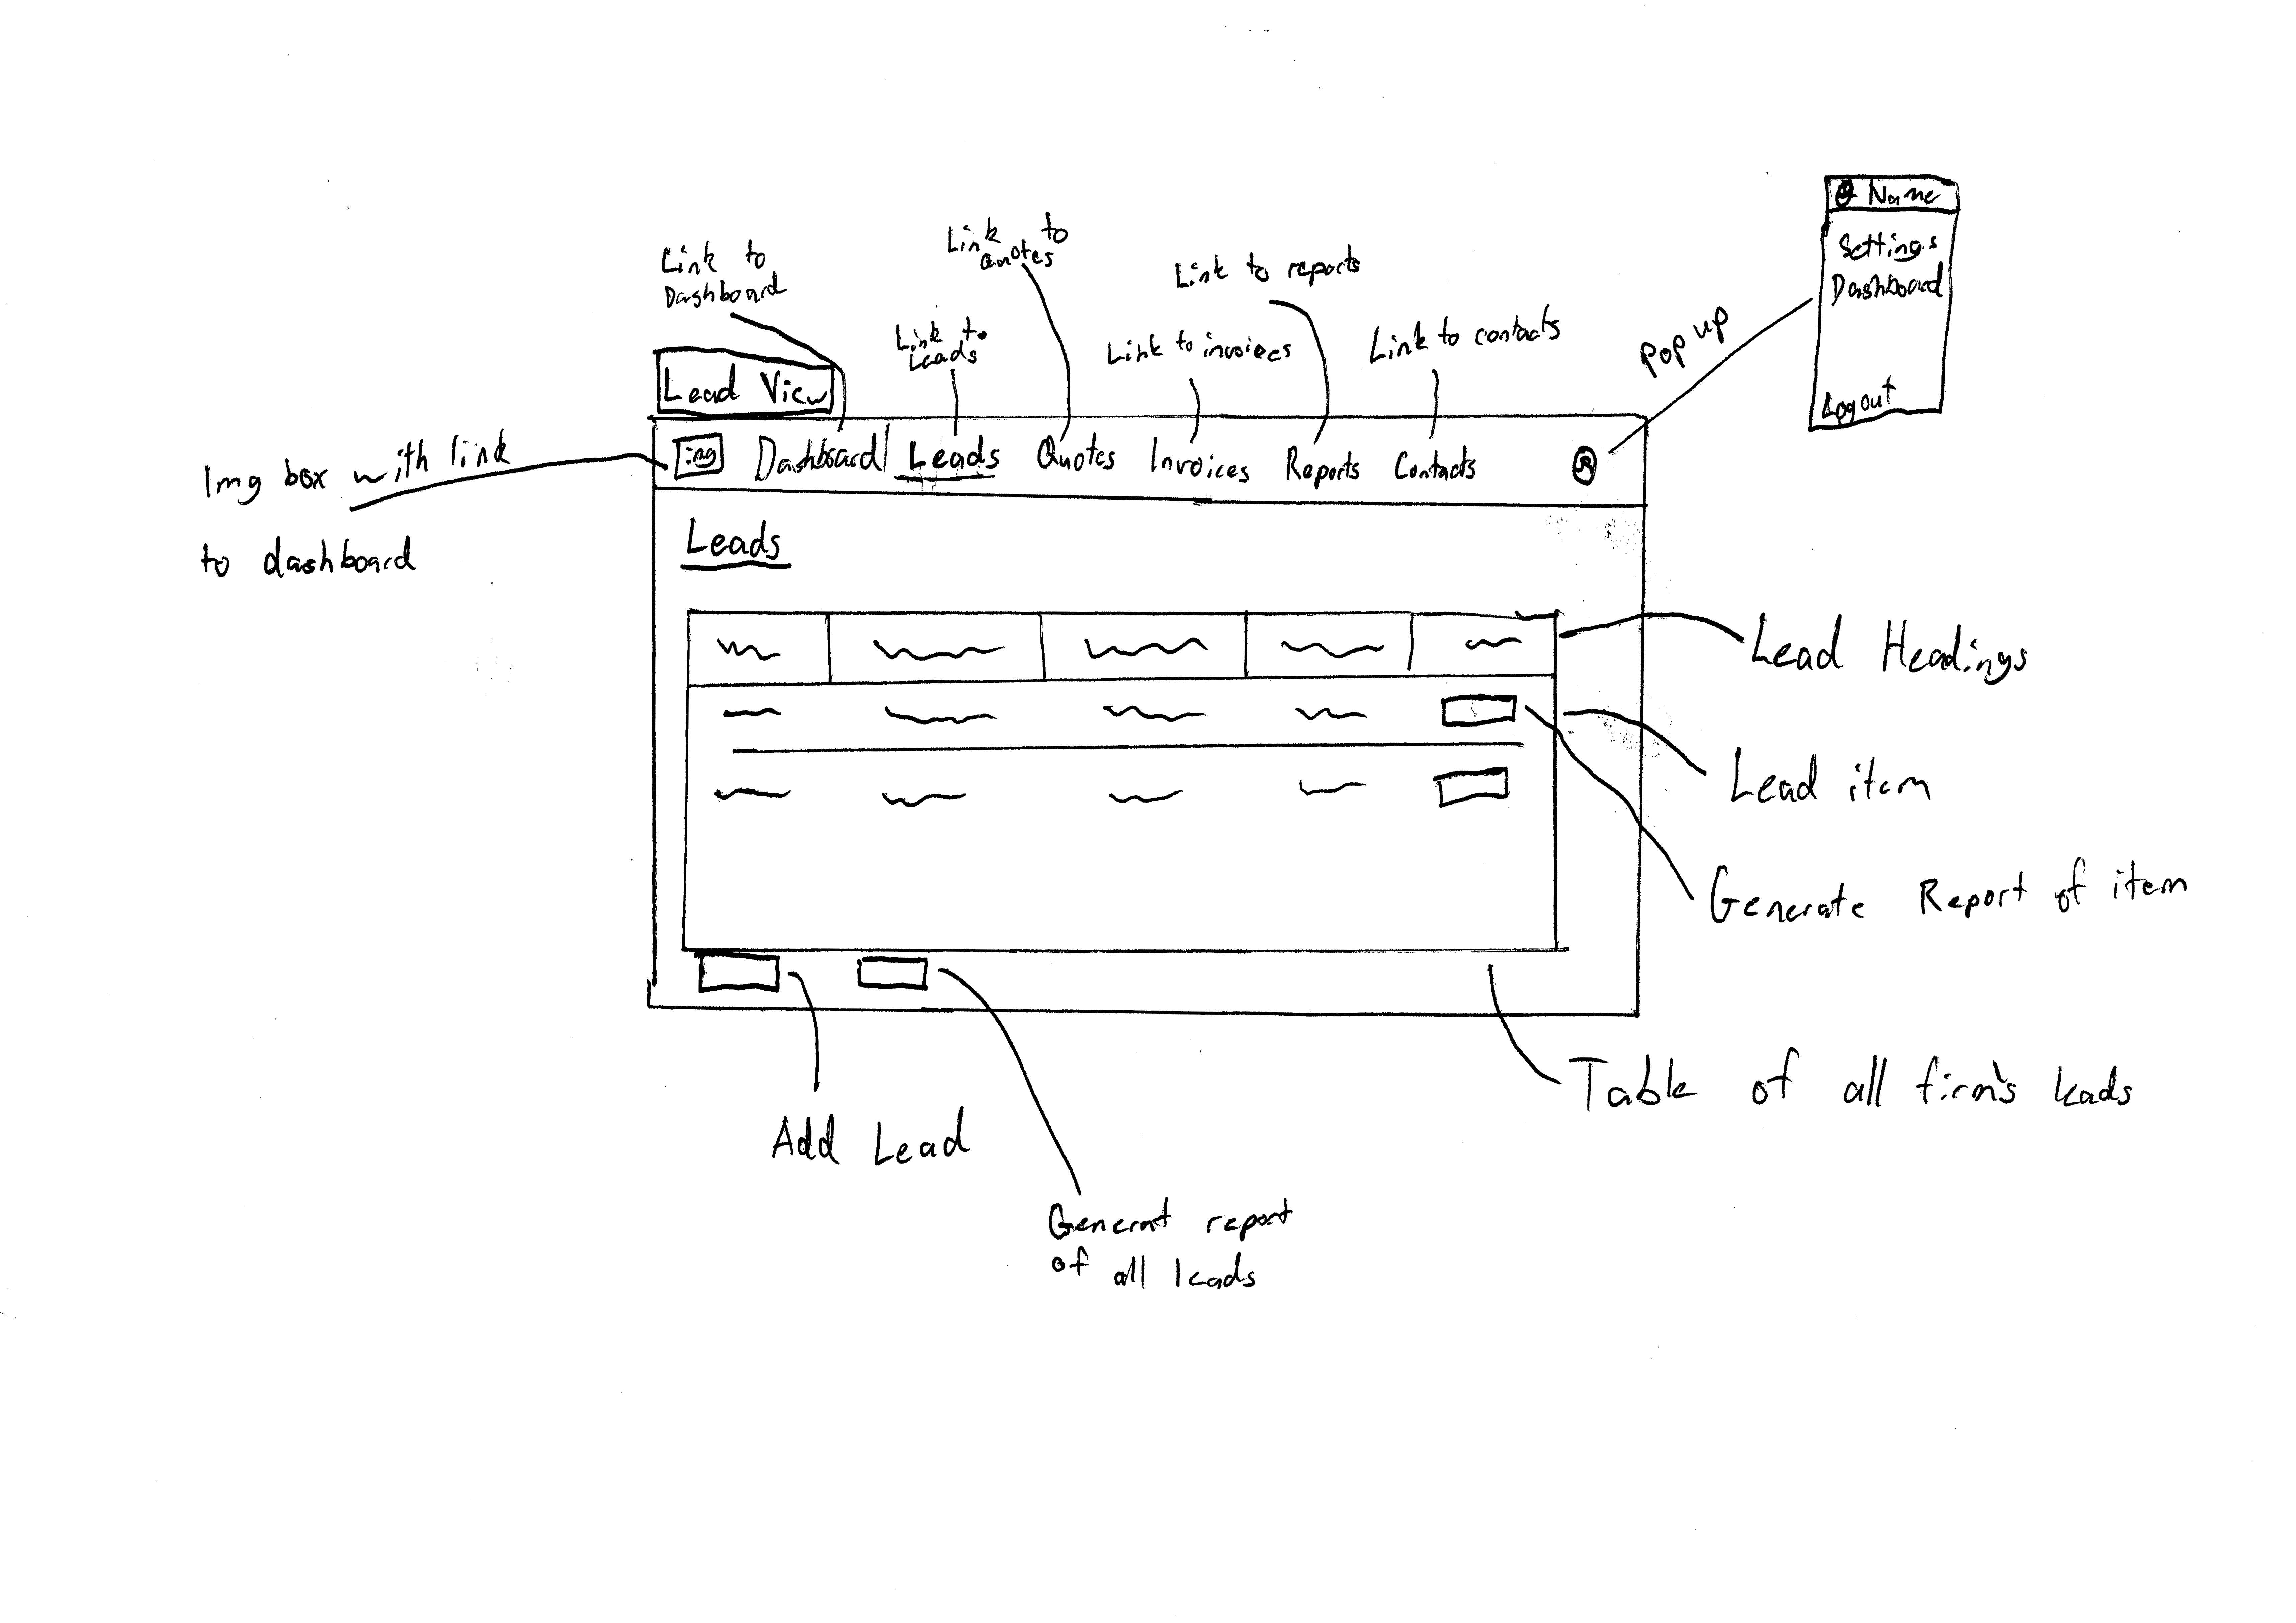 Name
Settings
Dashboard
Logout
Pop up
Link to
Dashboard
Link to
Leads
Link to
Quotes
Link to invoices
Link to reports
Link to contacts
Lead View
Img box with link
to dashboard
img Dashboard Leads Quotes Invoices Reports Contacts
Leads
Lead Headings
Lead item
Generate Report of item
Table of all firm's leads
Add Lead
Generat report
of all leads